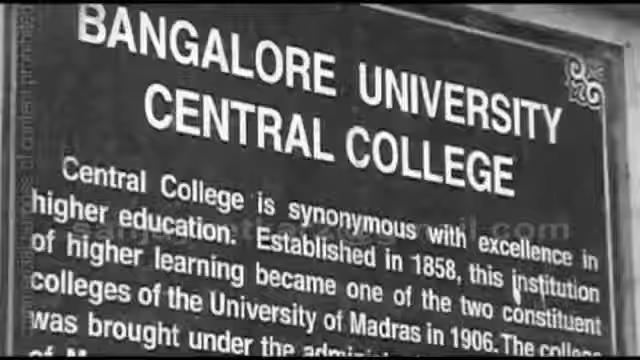 BANGALORE UNIVERSITY
CENTRAL COLLEGE
Central College is synonymous with excellence in
higher education. Established in 1858, this institution
of higher learning became one of the two constituent
colleges of the University of Madras in 1906. The college
was brought under the